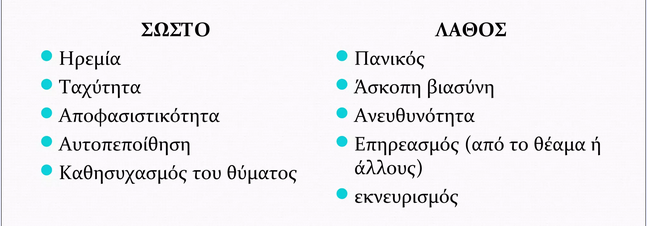 ΣΩΣΤΟ
Ηρεμία
Ταχύτητα
Αποφασιστικότητα
Αυτοπεποίθηση
Καθησυχασμός του θύματος
ΛΑΘΟΣ
Πανικός
Άσκοπη βιασύνη
Ανευθυνότητα
Επηρεασμός (από το θέαμα ή
άλλους)
εκνευρισμός